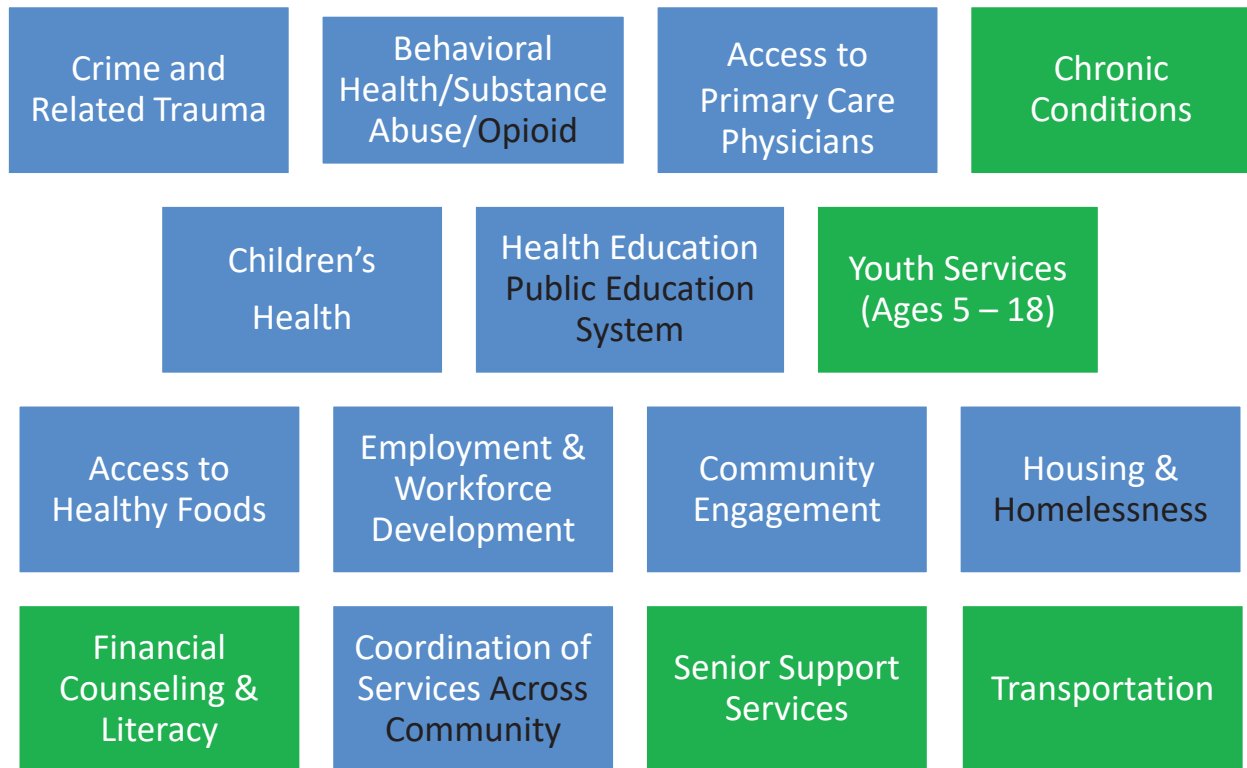 Crime and
Related Trauma
Behavioral
Health/Substance
Abuse/Opioid
Access to
Primary Care
Physicians
Chronic
Conditions
Children’s
Health
Health Education
Public Education
System
Youth Services
(Ages 5 – 18)
Access to
Healthy Foods
Employment &
Workforce
Development
Community
Engagement
Housing &
Homelessness
Financial
Counseling &
Literacy
Coordination of
Services Across
Community
Senior Support
Services
Transportation